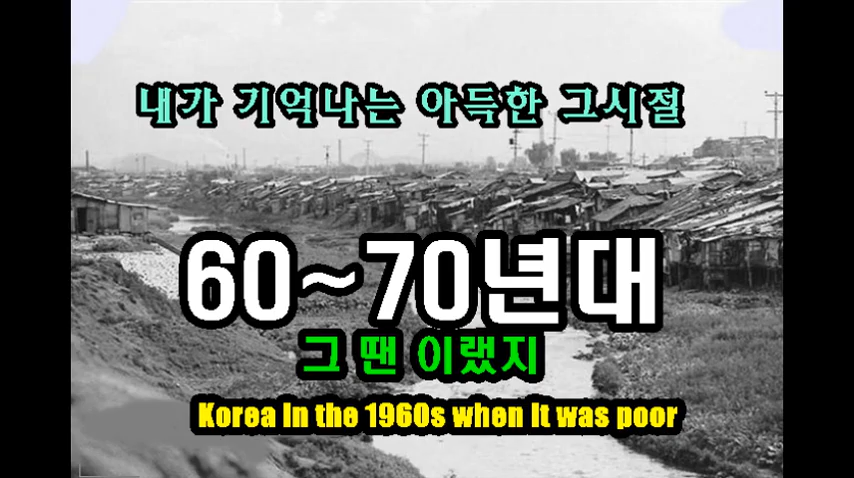 내가 기억나는 아득한 그시절
60~70년대
그 땐 이랬지
Korea in the 1960s when it was poor